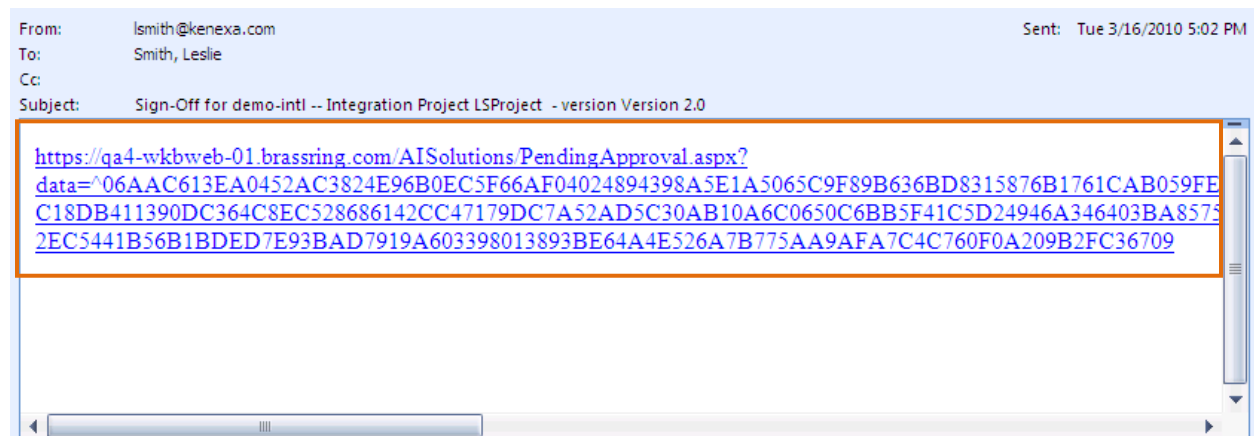 From: lsmith@kenexa.com Sent: Tue 3/16/2010 5:02 PM
To: Smith, Leslie
Cc:
Subject: Sign-Off for demo-intl -- Integration Project LSProject - version Version 2.0
https://qa4-wkbweb-01.brassring.com/AISolutions/PendingApproval.aspx?
data=^06AAC613EA0452AC3824E96B0EC5F66AF04024894398A5E1A5065C9F89B636BD8315876B1761CAB059FE
C18DB411390DC364C8EC528686142CC47179DC7A52AD5C30AB10A6C0650C6BB5F41C5D24946A346403BA8575
2EC5441B56B1BDED7E93BAD7919A603398013893BE64A4E526A7B775AA9AFA7C4C760F0A209B2FC36709